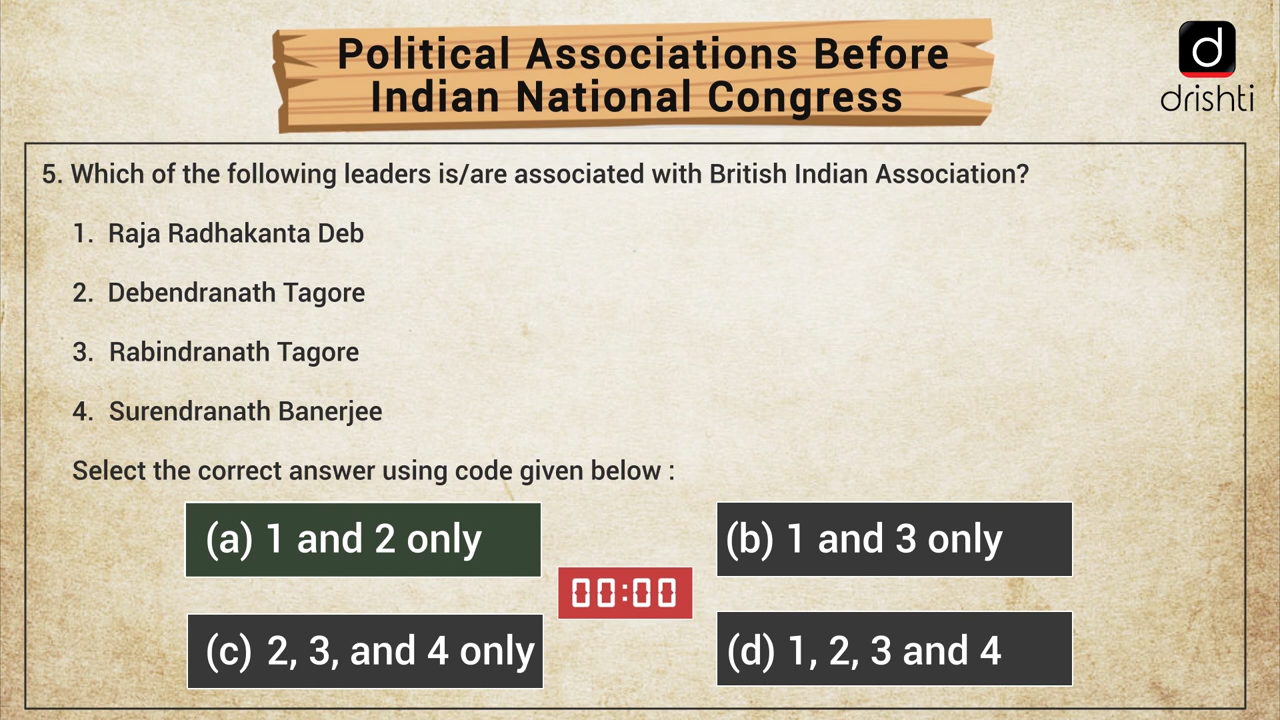 Political Associations Before
Indian National Congress
d
drishti
5. Which of the following leaders is/are associated with British Indian Association?
1. Raja Radhakanta Deb
2. Debendranath Tagore
3. Rabindranath Tagore
4. Surendranath Banerjee
Select the correct answer using code given below :
(a) 1 and 2 only
(b) 1 and 3 only
00:00
(c) 2, 3, and 4 only
(d) 1, 2, 3 and 4